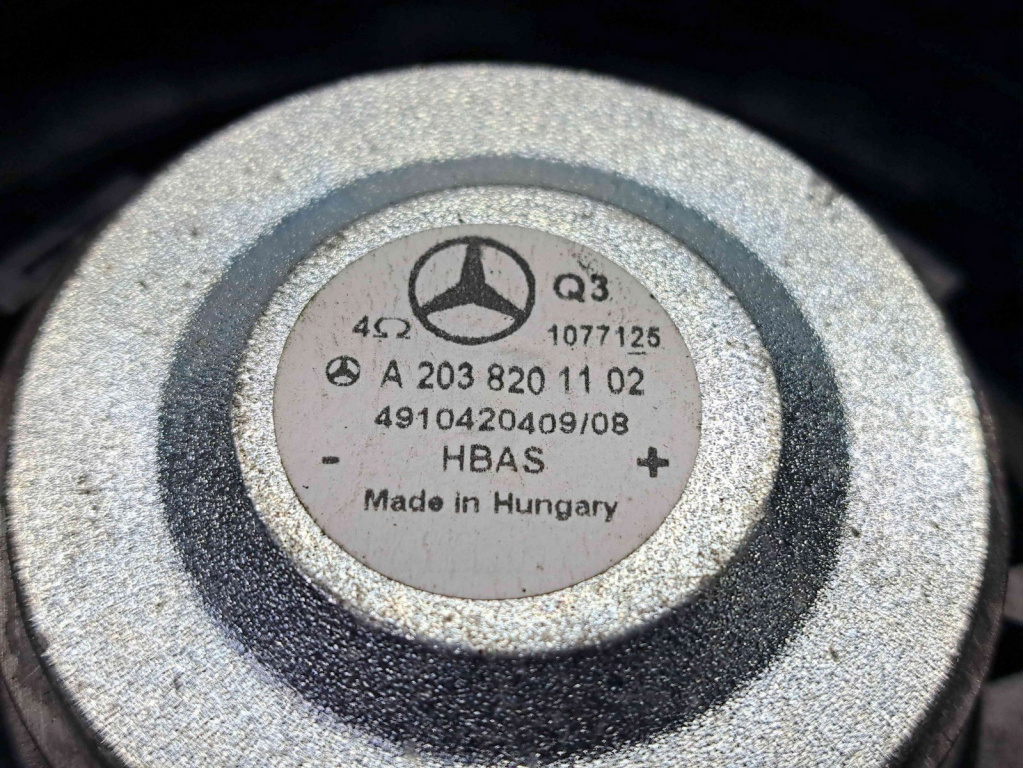 Q3
4Ω 1077125
A 203 820 11 02
4910420409/08
- HBAS +
Made in Hungary